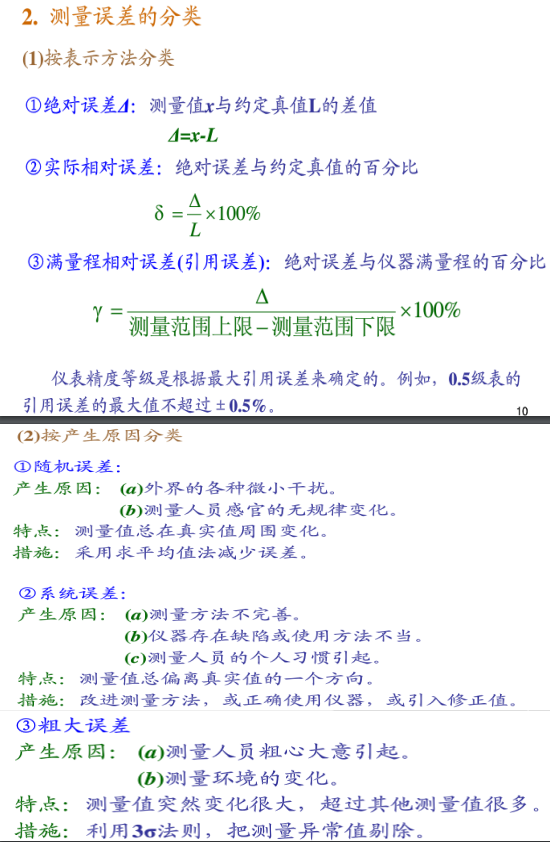 2. 测量误差的分类
(1)按表示方法分类
①绝对误差Δ：测量值x与约定真值L的差值
Δ=x-L
②实际相对误差：绝对误差与约定真值的百分比
δ = Δ/L ×100%
③满量程相对误差(引用误差)：绝对误差与仪器满量程的百分比
γ = Δ/(测量范围上限－测量范围下限) ×100%
仪表精度等级是根据最大引用误差来确定的。例如，0.5级表的
引用误差的最大值不超过±0.5%。
10
(2)按产生原因分类
①随机误差：
产生原因： (a)外界的各种微小干扰。
(b)测量人员感官的无规律变化。
特点： 测量值总在真实值周围变化。
措施： 采用求平均值法减少误差。
②系统误差：
产生原因： (a)测量方法不完善。
(b)仪器存在缺陷或使用方法不当。
(c)测量人员的个人习惯引起。
特点： 测量值总偏离真实值的一个方向。
措施： 改进测量方法，或正确使用仪器，或引入修正值。
③粗大误差
产生原因： (a)测量人员粗心大意引起。
(b)测量环境的变化。
特点： 测量值突然变化很大，超过其他测量值很多。
措施： 利用3σ法则，把测量异常值剔除。